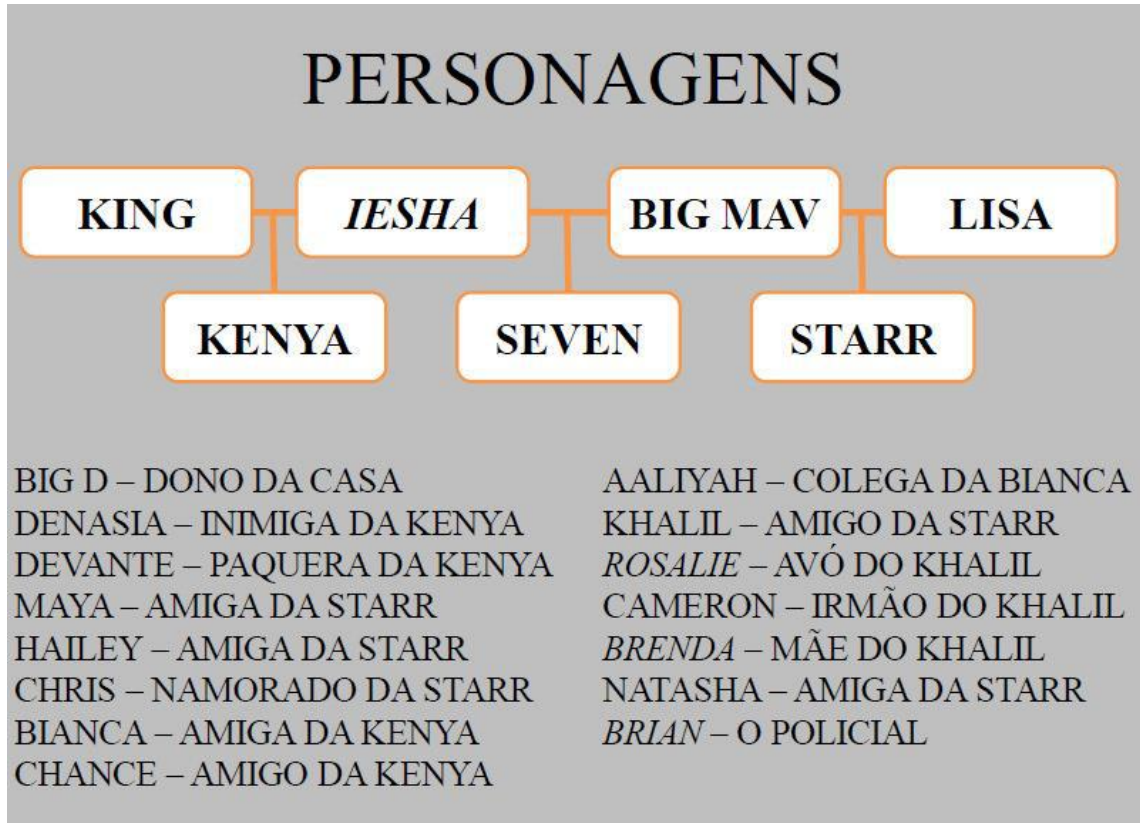 PERSONAGENS
KING
IESHA
BIG MAV
LISA
KENYA
SEVEN
STARR
BIG D – DONO DA CASA
DENASIA – INIMIGA DA KENYA
DEVANTE – PAQUERA DA KENYA
MAYA – AMIGA DA STARR
HAILEY – AMIGA DA STARR
CHRIS – NAMORADO DA STARR
BIANCA – AMIGA DA KENYA
CHANCE – AMIGO DA KENYA
AALIYAH – COLEGA DA BIANCA
KHALIL – AMIGO DA STARR
ROSALIE – AVÓ DO KHALIL
CAMERON – IRMÃO DO KHALIL
BRENDA – MÃE DO KHALIL
NATASHA – AMIGA DA STARR
BRIAN – O POLICIAL